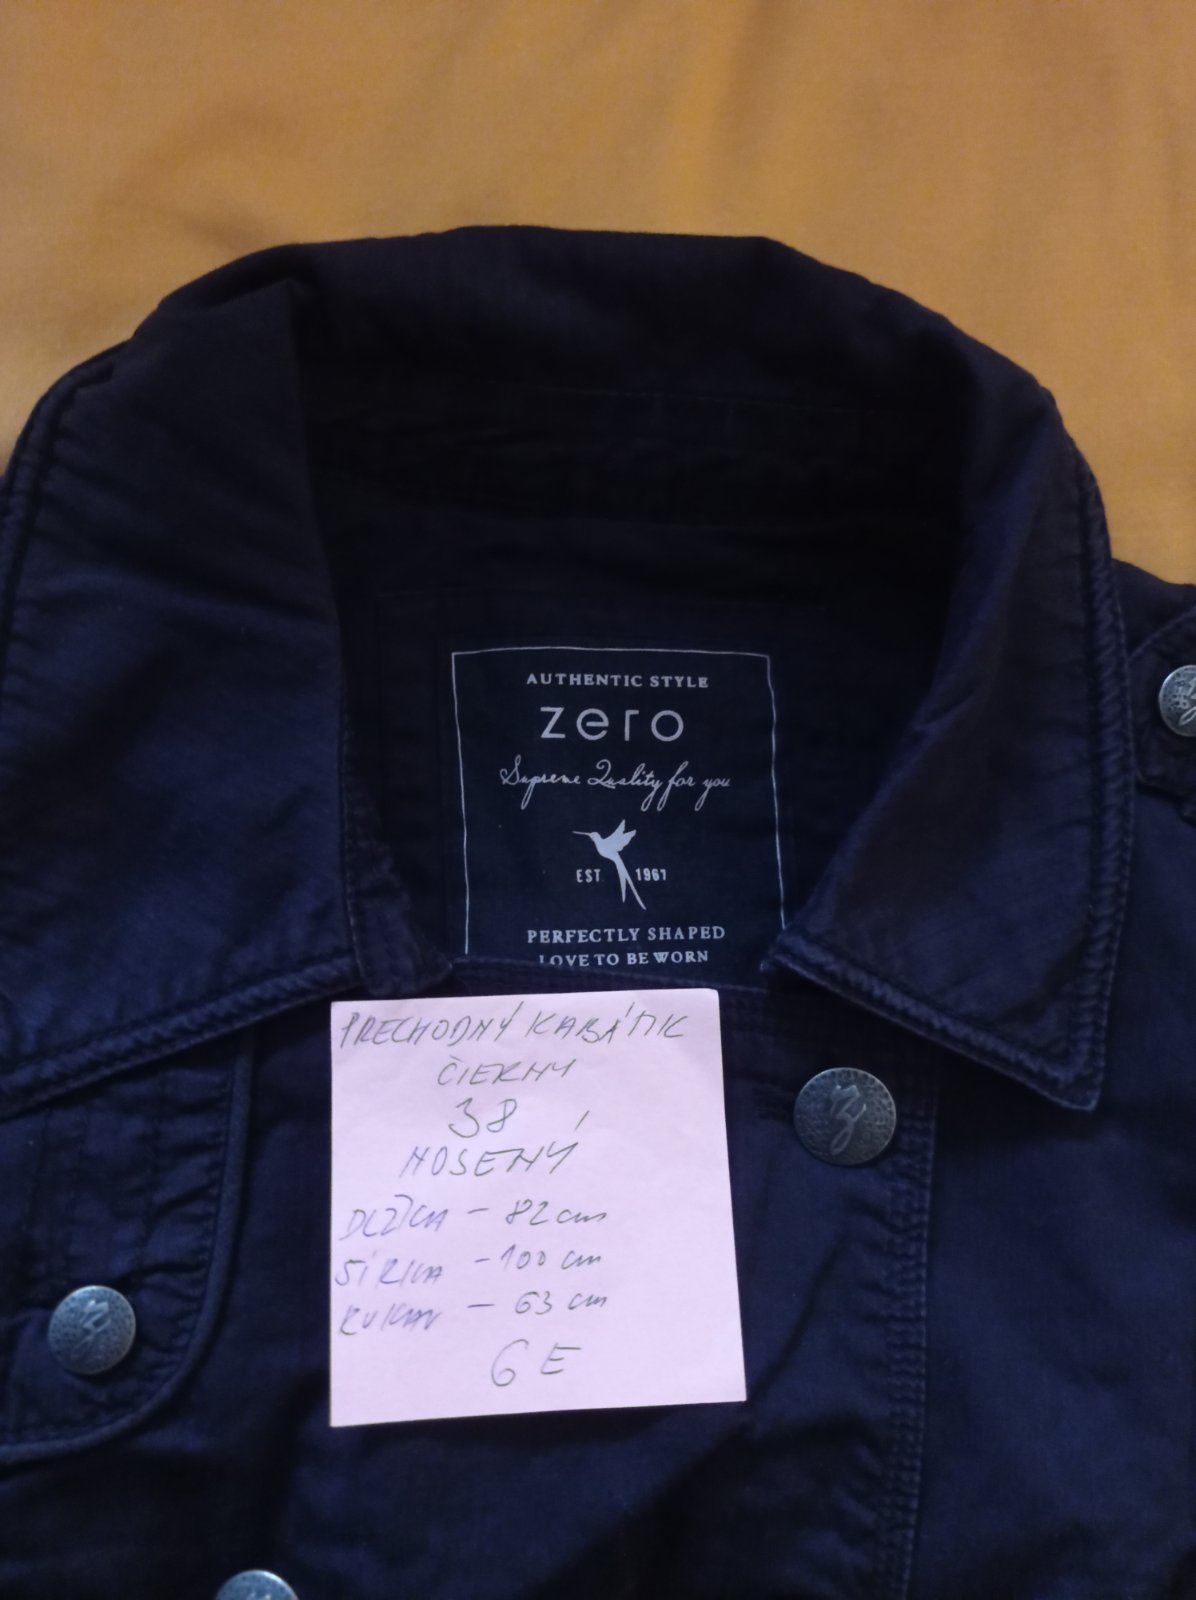 AUTHENTIC STYLE
zero
Supreme Quality for you
EST. 1967
PERFECTLY SHAPED
LOVE TO BE WORN
PRECHODNÝ KABÁTIK
ČIERNY
38
NOSENÝ
DĹŽKA - 82 cm
ŠÍRKA - 100 cm
RUKÁV - 63 cm
6 E